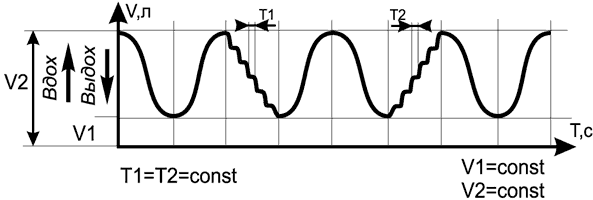 V,л
T1
T2
V2
Вдох
Выдох
V1
T,с
T1=T2=const
V1=const
V2=const